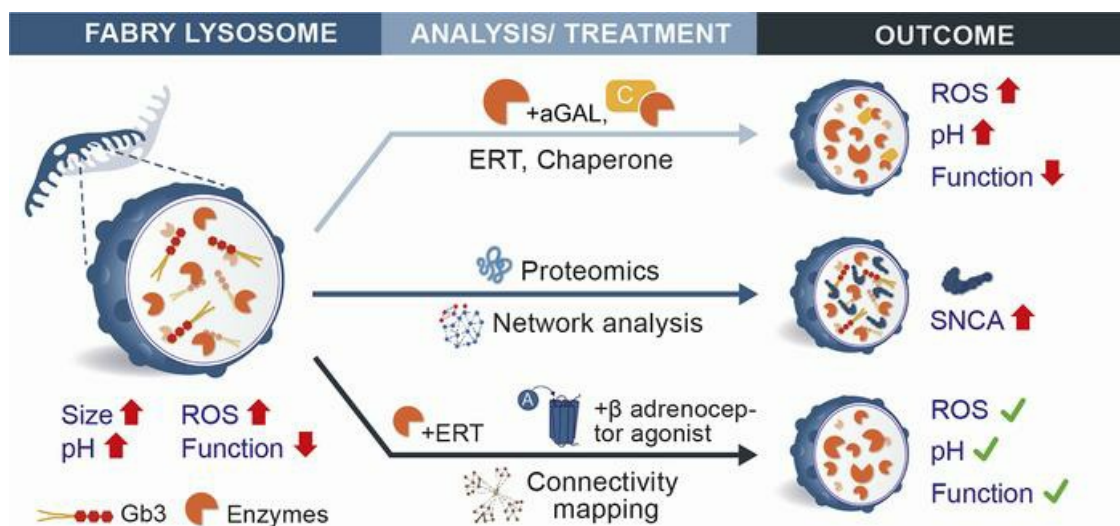 FABRY LYSOSOME
ANALYSIS/ TREATMENT
OUTCOME
C
+aGAL,
ERT, Chaperone
ROS
pH
Function
Proteomics
Network analysis
SNCA
Size
ROS
pH
Function
Gb3
Enzymes
A
+ERT
+β adrenocep-
tor agonist
Connectivity
mapping
ROS
pH
Function